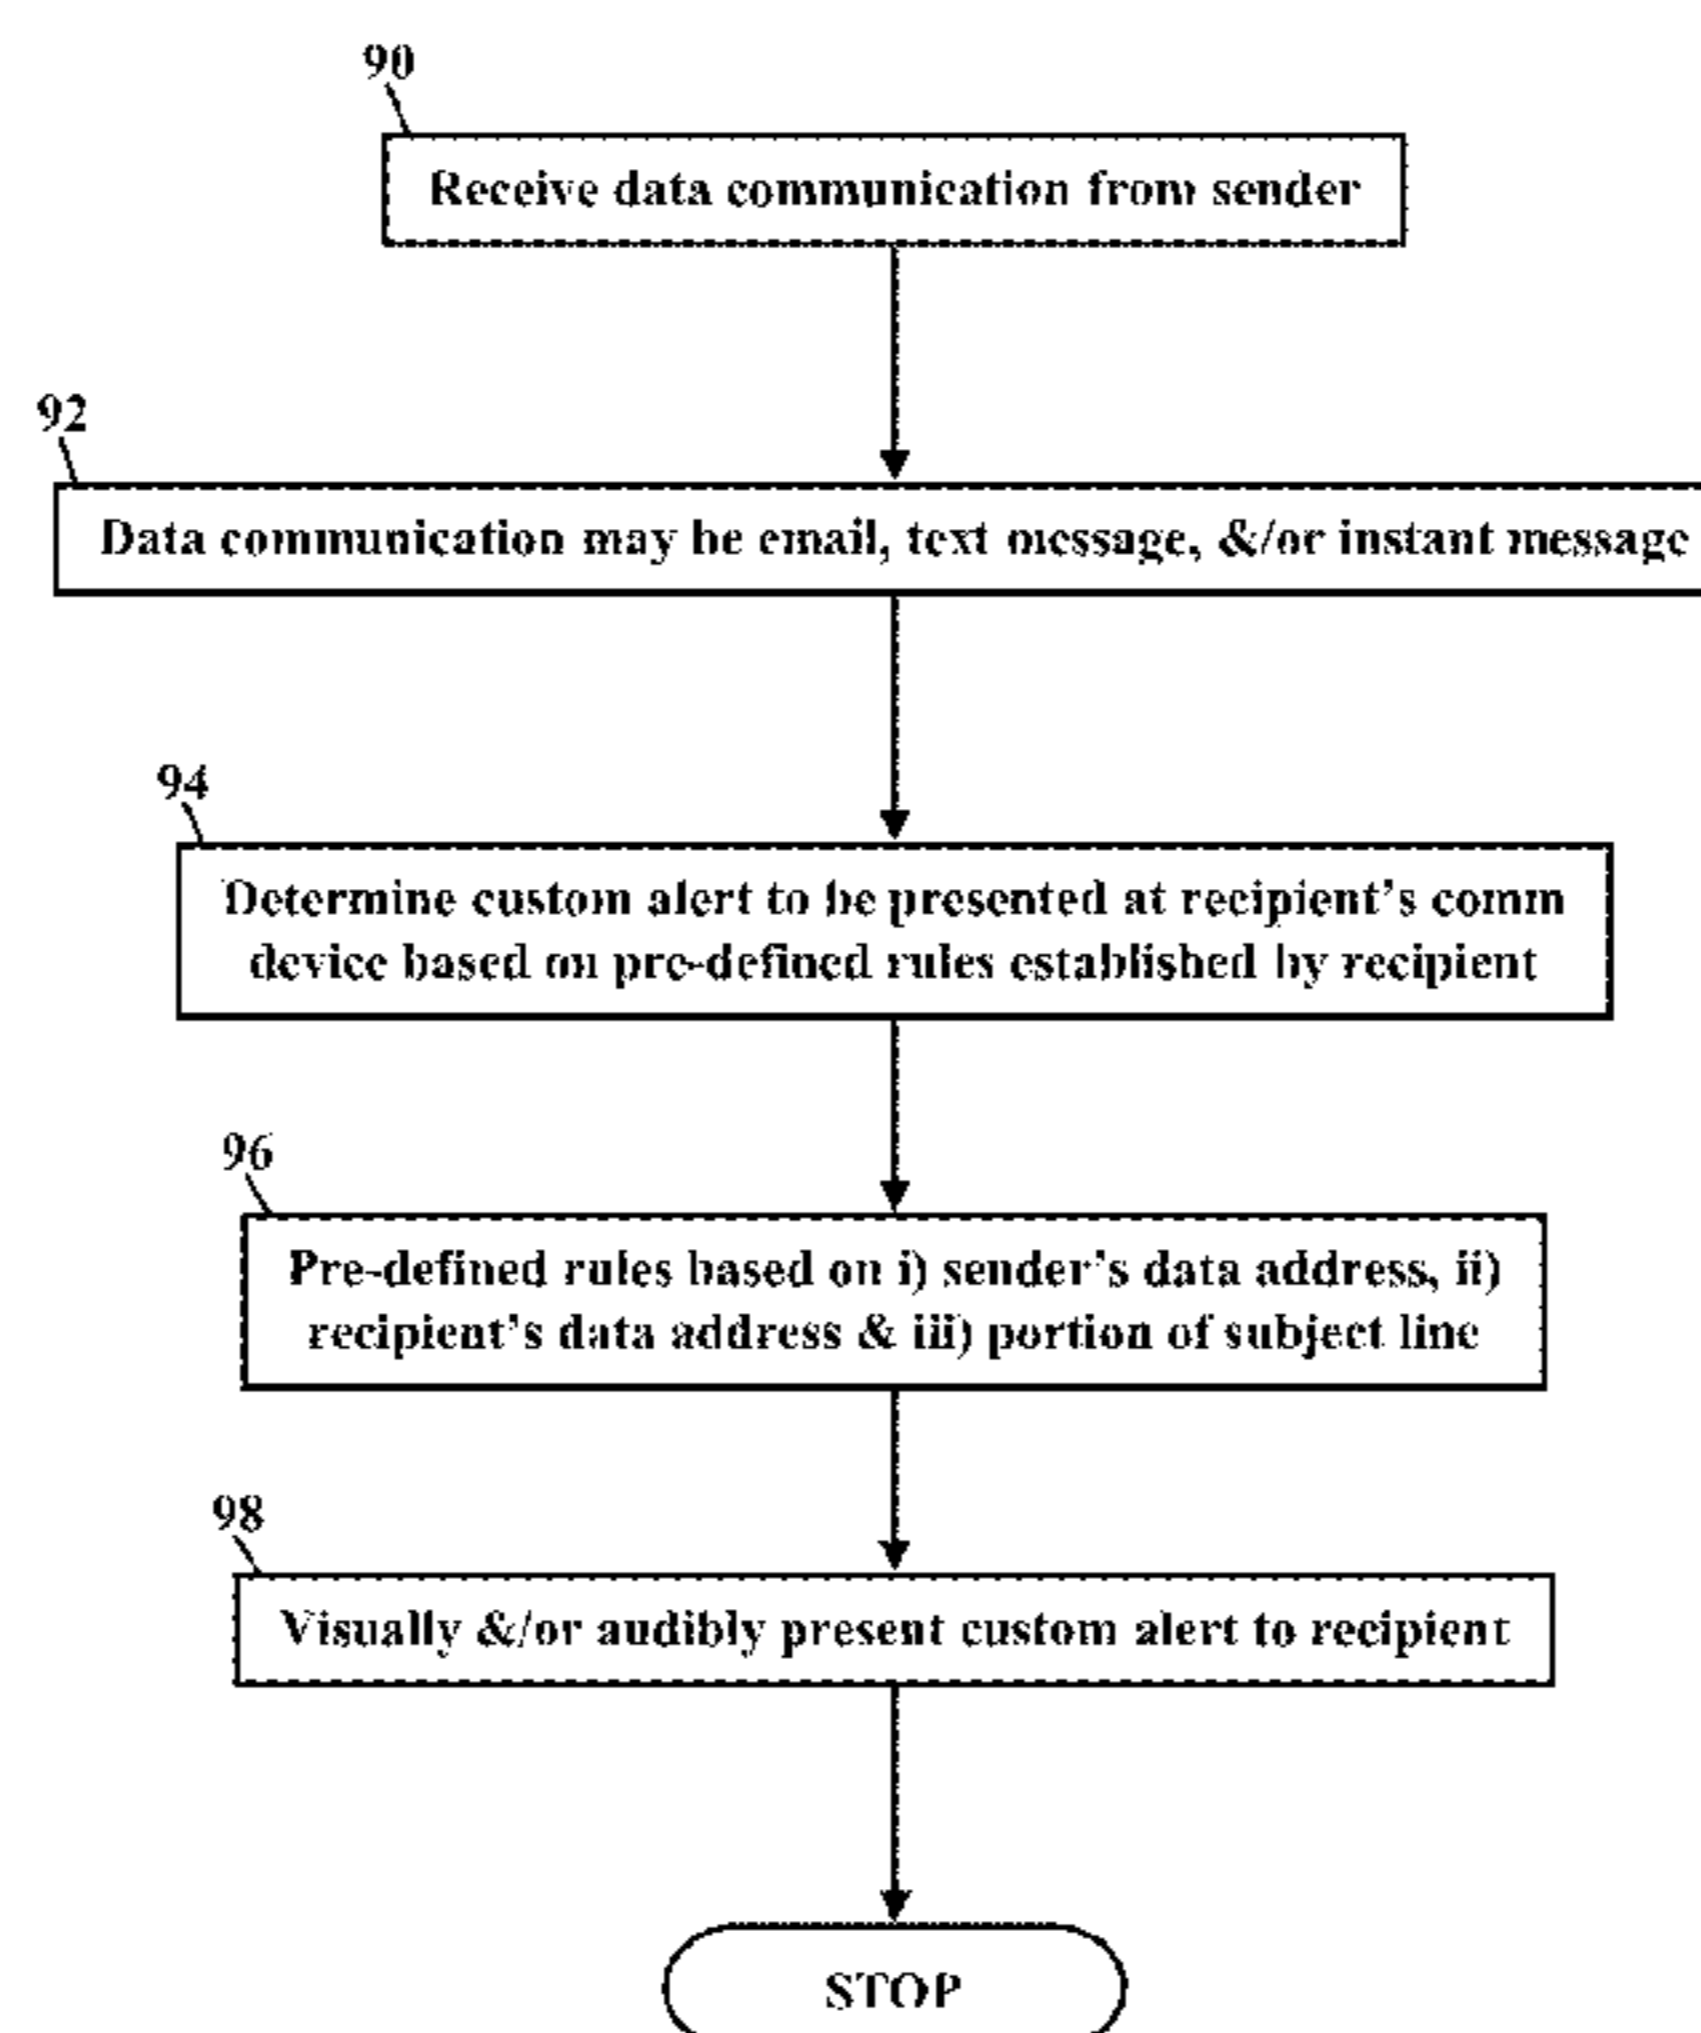 90
Receive data communication from sender
92
Data communication may be email, text message, &/or instant message
94
Determine custom alert to be presented at recipient's comm
device based on pre-defined rules established by recipient
96
Pre-defined rules based on i) sender's data address, ii)
recipient's data address & iii) portion of subject line
98
Visually &/or audibly present custom alert to recipient
STOP